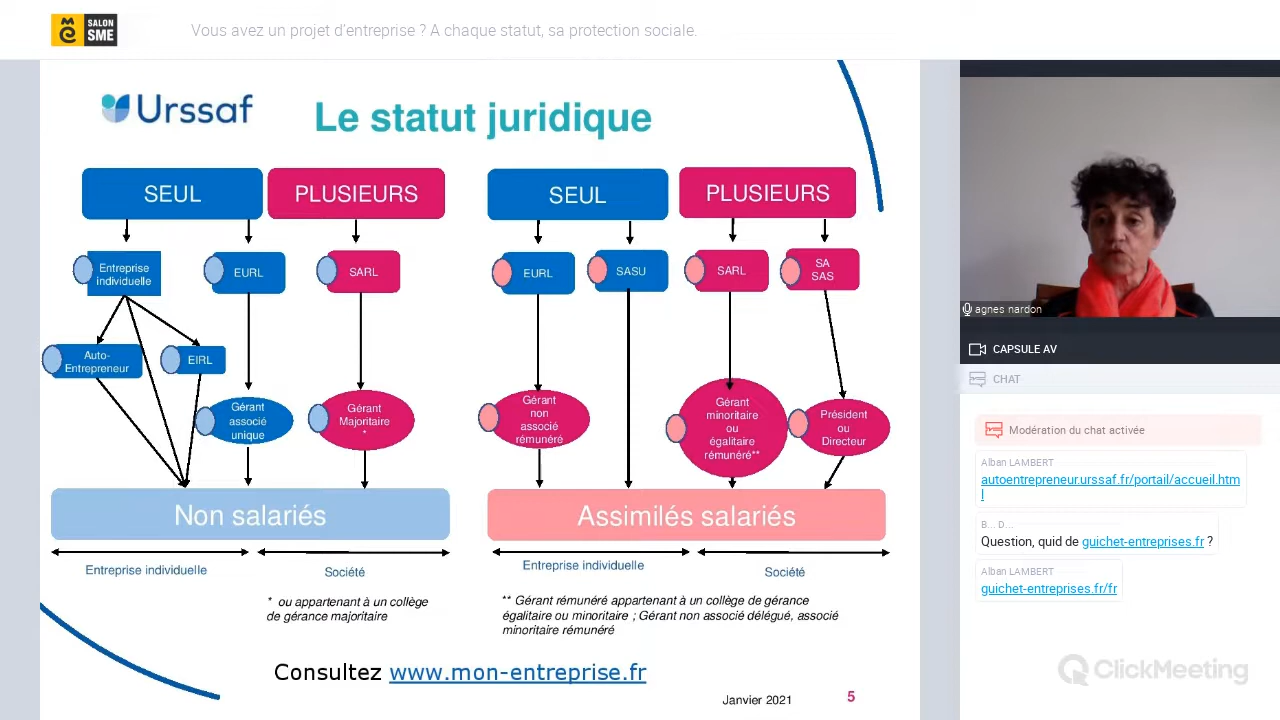 SALON
SME
Vous avez un projet d'entreprise ? A chaque statut, sa protection sociale.
Urssaf
Le statut juridique
SEUL
PLUSIEURS
SEUL
PLUSIEURS
Entreprise
individuelle
EURL
SARL
EURL
SASU
SARL
SA
SAS
Auto-
Entrepreneur
EIRL
Gérant
associé
unique
Gérant
Majoritaire
*
Gérant
non
associé
rémunéré
Gérant
minoritaire
ou
égalitaire
rémunéré**
Président
ou
Directeur
Non salariés
Assimilés salariés
Entreprise individuelle
Société
Entreprise individuelle
Société
* ou appartenant à un collège
de gérance majoritaire
** Gérant rémunéré appartenant à un collège de gérance
égalitaire ou minoritaire ; Gérant non associé délégué, associé
minoritaire rémunéré
Consultez www.mon-entreprise.fr
Janvier 2021
5
agnes nardon
CAPSULE AV
CHAT
Modération du chat activée
Alban LAMBERT
autoentrepreneur.urssaf.fr/portail/accueil.htm
l
B... D...
Question, quid de guichet-entreprises.fr ?
Alban LAMBERT
guichet-entreprises.fr/fr
ClickMeeting